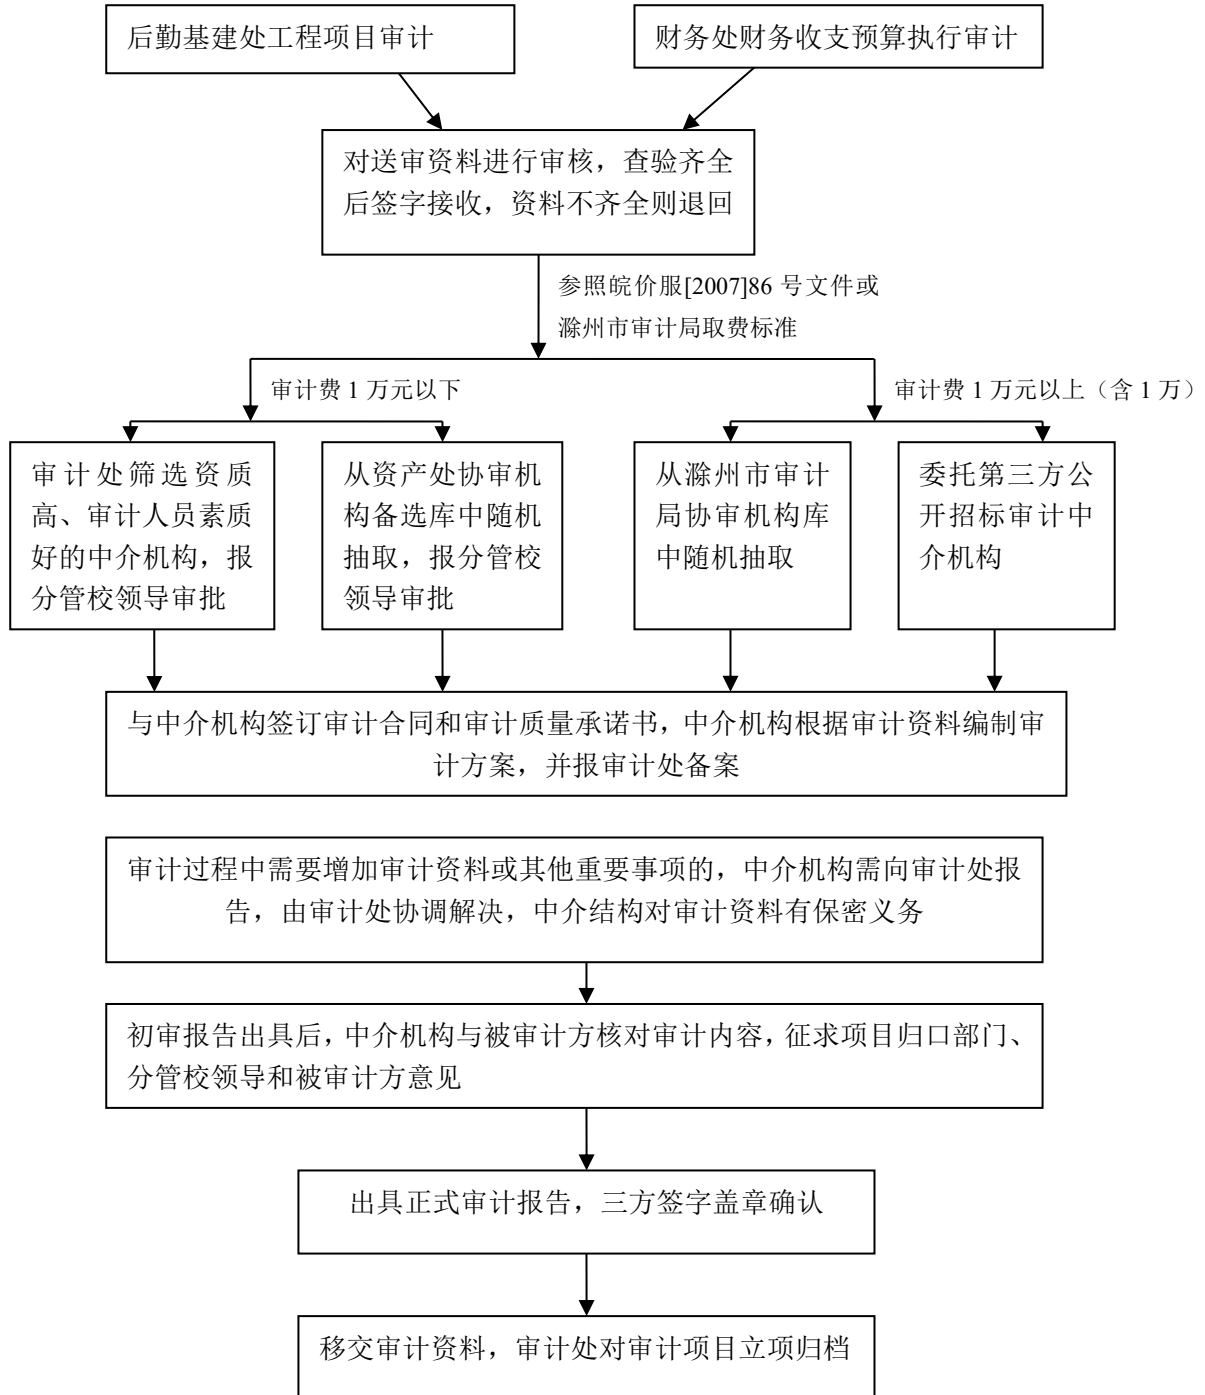 后勤基建处工程项目审计
财务处财务收支预算执行审计
对送审资料进行审核，查验齐全
后签字接收，资料不齐全则退回
参照皖价服[2007]86 号文件或
滁州市审计局取费标准
审计费 1 万元以下
审计费 1 万元以上（含 1 万）
审计处筛选资质
高、审计人员素质
好的中介机构，报
分管校领导审批
从资产处协审机
构备选库中随机
抽取，报分管校
领导审批
从滁州市审计
局协审机构库
中随机抽取
委托第三方公
开招标审计中
介机构
与中介机构签订审计合同和审计质量承诺书，中介机构根据审计资料编制审
计方案，并报审计处备案
审计过程中需要增加审计资料或其他重要事项的，中介机构需向审计处报
告，由审计处协调解决，中介结构对审计资料有保密义务
初审报告出具后，中介机构与被审计方核对审计内容，征求项目归口部门、
分管校领导和被审计方意见
出具正式审计报告，三方签字盖章确认
移交审计资料，审计处对审计项目立项归档